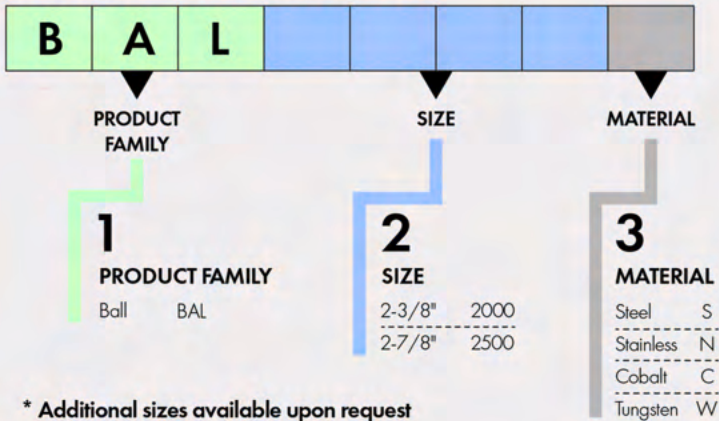 B A L
PRODUCT
FAMILY
SIZE
MATERIAL
1
PRODUCT FAMILY
Ball BAL
2
SIZE
2-3/8" 2000
2-7/8" 2500
3
MATERIAL
Steel S
Stainless N
Cobalt C
Tungsten W
* Additional sizes available upon request